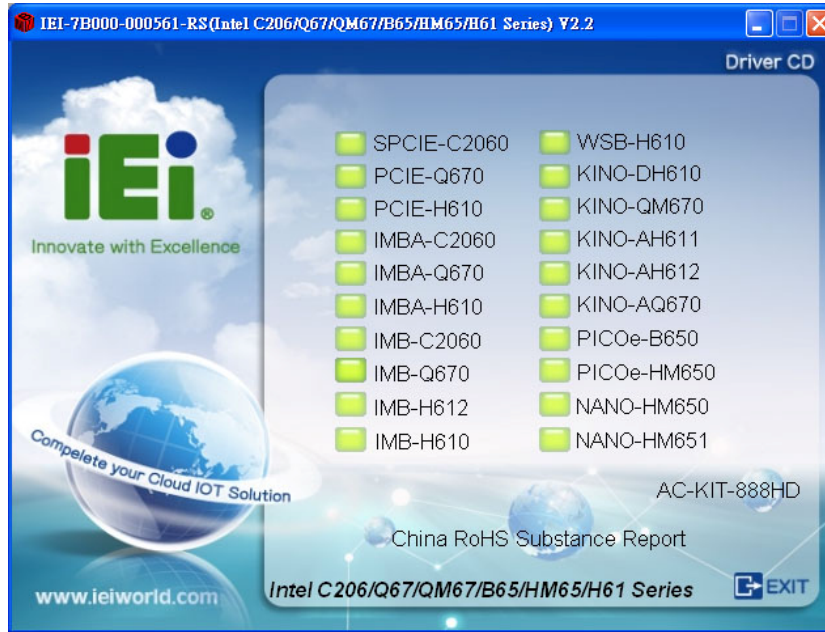 IEI-7B000-000561-RS(Intel C206/Q67/QM67/B65/HM65/H61 Series) V2.2
Driver CD
iEi®
Innovate with Excellence
SPCIE-C2060
PCIE-Q670
PCIE-H610
IMBA-C2060
IMBA-Q670
IMBA-H610
IMB-C2060
IMB-Q670
IMB-H612
IMB-H610
WSB-H610
KINO-DH610
KINO-QM670
KINO-AH611
KINO-AH612
KINO-AQ670
PICOe-B650
PICOe-HM650
NANO-HM650
NANO-HM651
Compelete your Cloud IOT Solution
AC-KIT-888HD
China RoHS Substance Report
www.ieiworld.com
Intel C206/Q67/QM67/B65/HM65/H61 Series
EXIT